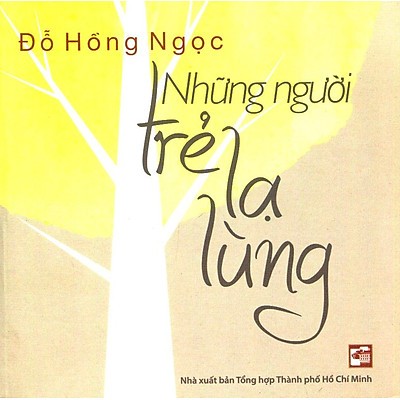 Đỗ Hồng Ngọc
Những người
trẻ lạ
lùng
Nhà xuất bản Tổng hợp Thành phố Hồ Chí Minh